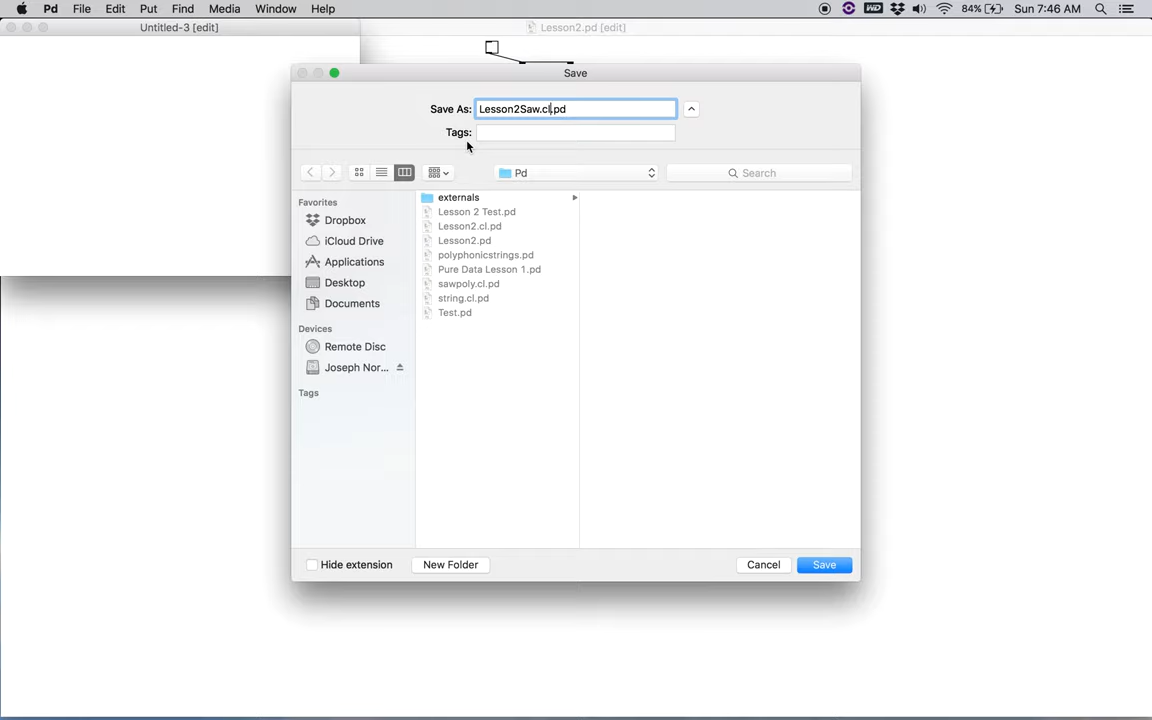 Pd File Edit Put Find Media Window Help WD 84% Sun 7:46 AM
Untitled-3 [edit] Lesson2.pd [edit]
Save
Save As: Lesson2Saw.cl.pd
Tags:
Pd Search
Favorites
Dropbox
iCloud Drive
Applications
Desktop
Documents
Devices
Remote Disc
Joseph Nor...
Tags
externals
Lesson 2 Test.pd
Lesson2.cl.pd
Lesson2.pd
polyphonicstrings.pd
Pure Data Lesson 1.pd
sawpoly.cl.pd
string.cl.pd
Test.pd
Hide extension New Folder Cancel Save